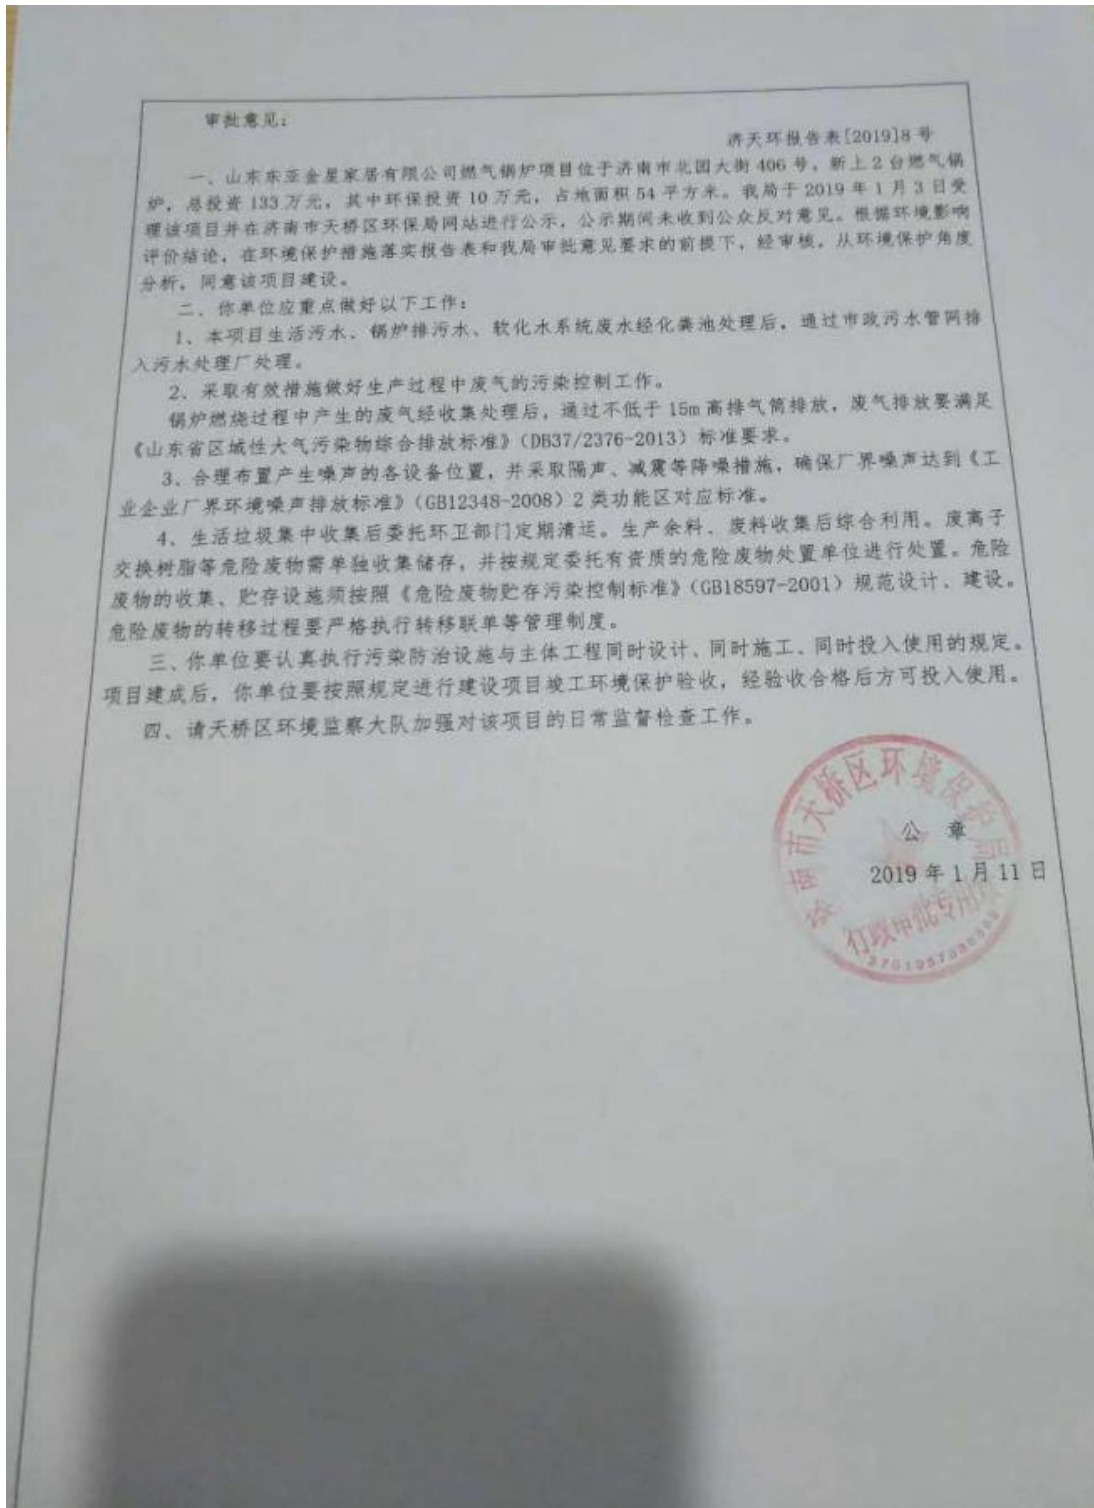 审批意见：
济天环报告表[2019]8 号
一、山东东亚金星家居有限公司燃气锅炉项目位于济南市北园大街 406 号，新上 2 台燃气锅
炉，总投资 133 万元，其中环保投资 10 万元，占地面积 54 平方米。我局于 2019 年 1 月 3 日受
理该项目并在济南市天桥区环保局网站进行公示，公示期间未收到公众反对意见。根据环境影响
评价结论，在环境保护措施落实报告表和我局审批意见要求的前提下，经审核，从环境保护角度
分析，同意该项目建设。
二、你单位应重点做好以下工作：
1、本项目生活污水、锅炉排污水、软化水系统废水经化粪池处理后，通过市政污水管网排
入污水处理厂处理。
2、采取有效措施做好生产过程中废气的污染控制工作。
锅炉燃烧过程中产生的废气经收集处理后，通过不低于 15m 高排气筒排放，废气排放要满足
《山东省区域性大气污染物综合排放标准》（DB37/2376-2013）标准要求。
3、合理布置产生噪声的各设备位置，并采取隔声、减震等降噪措施，确保厂界噪声达到《工
业企业厂界环境噪声排放标准》（GB12348-2008）2 类功能区对应标准。
4、生活垃圾集中收集后委托环卫部门定期清运。生产余料、废料收集后综合利用。废离子
交换树脂等危险废物需单独收集储存，并按规定委托有资质的危险废物处置单位进行处置。危险
废物的收集、贮存设施须按照《危险废物贮存污染控制标准》（GB18597-2001）规范设计、建设。
危险废物的转移过程要严格执行转移联单等管理制度。
三、你单位要认真执行污染防治设施与主体工程同时设计、同时施工、同时投入使用的规定。
项目建成后，你单位要按照规定进行建设项目竣工环境保护验收，经验收合格后方可投入使用。
四、请天桥区环境监察大队加强对该项目的日常监督检查工作。
济南市天桥区环境保护局
公 章
2019 年 1 月 11 日
行政审批专用章